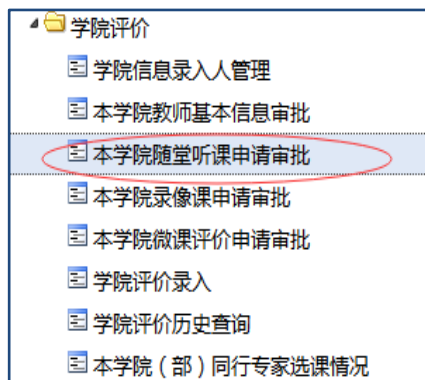 学院评价
学院信息录入人管理
本学院教师基本信息审批
本学院随堂听课申请审批
本学院录像课申请审批
本学院微课评价申请审批
学院评价录入
学院评价历史查询
本学院（部）同行专家选课情况